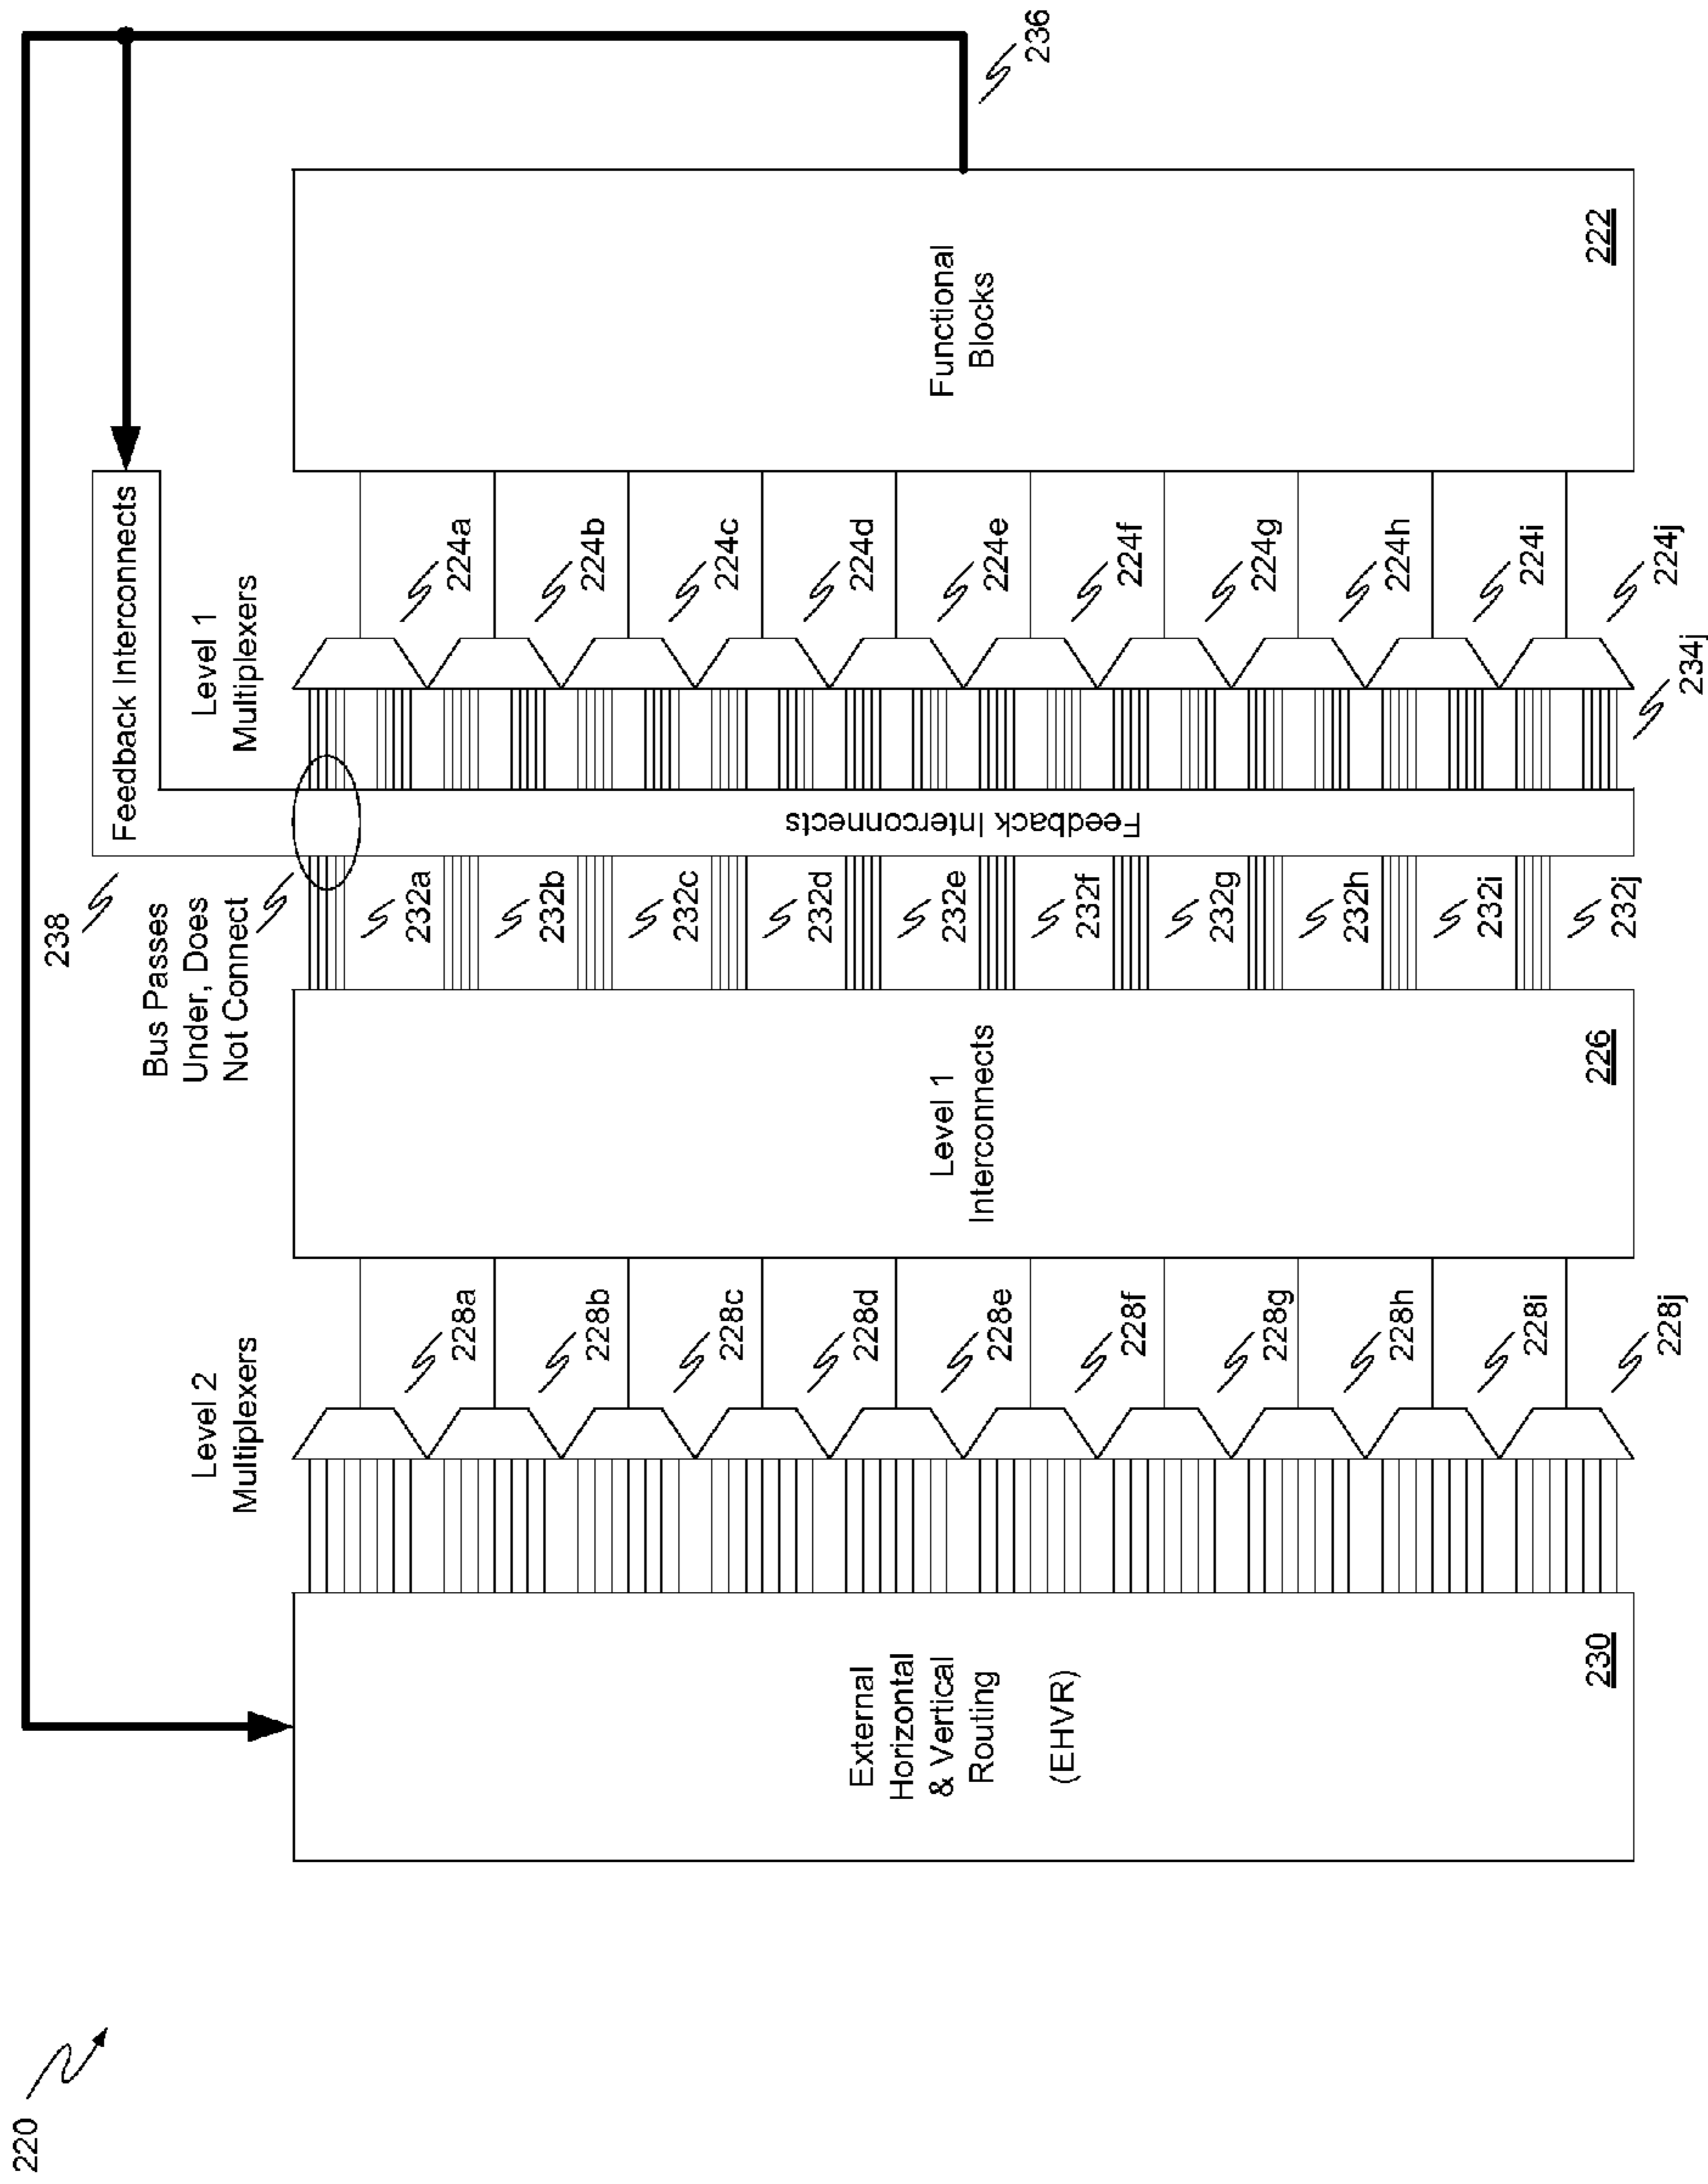 220
236
238
Feedback Interconnects
Bus Passes
Under, Does
Not Connect
Level 2
Multiplexers
Level 1
Multiplexers
External
Horizontal
& Vertical
Routing
(EHVR)
230
228a
228b
228c
228d
228e
228f
228g
228h
228i
228j
Level 1
Interconnects
226
232a
232b
232c
232d
232e
232f
232g
232h
232i
232j
Feedback Interconnects
234j
224a
224b
224c
224d
224e
224f
224g
224h
224i
224j
Functional
Blocks
222